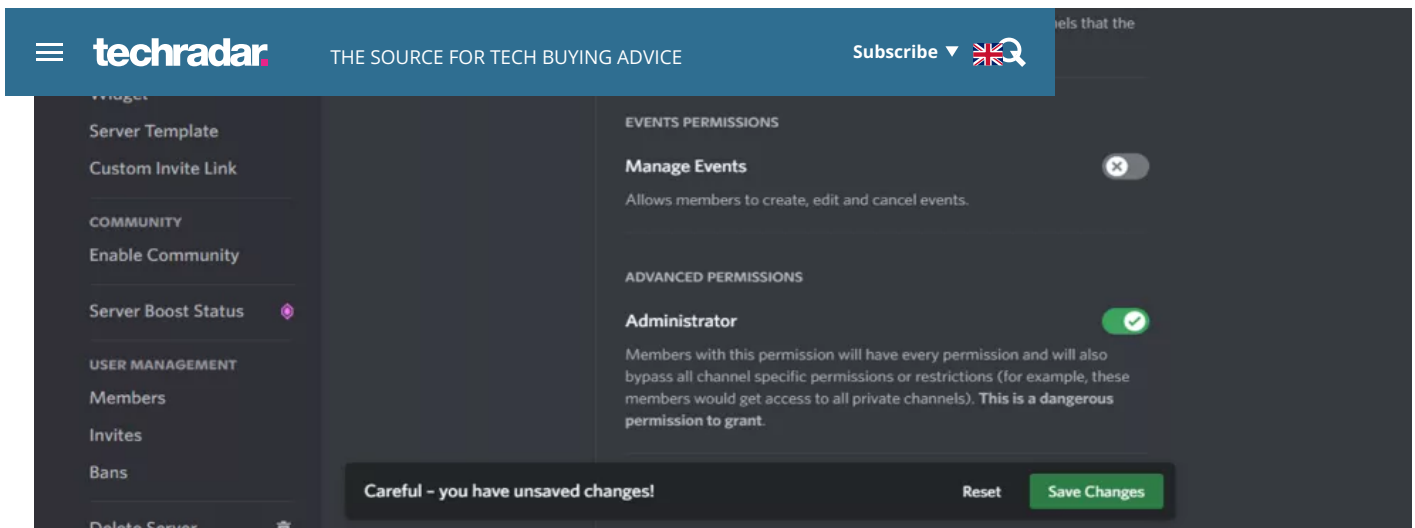 nels that the
techradar.
THE SOURCE FOR TECH BUYING ADVICE
Subscribe
Widget
Server Template
Custom Invite Link
COMMUNITY
Enable Community
Server Boost Status
USER MANAGEMENT
Members
Invites
Bans
Delete Server
EVENTS PERMISSIONS
Manage Events
Allows members to create, edit and cancel events.
ADVANCED PERMISSIONS
Administrator
Members with this permission will have every permission and will also
bypass all channel specific permissions or restrictions (for example, these
members would get access to all private channels). This is a dangerous
permission to grant.
Careful – you have unsaved changes!
Reset
Save Changes